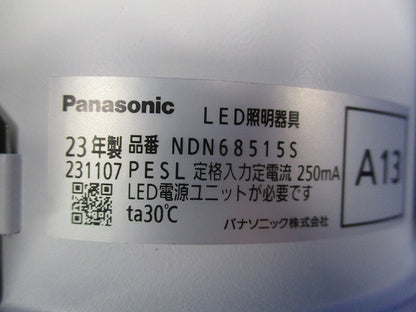 Panasonic LED照明器具
23年製 品番 NDN68515S
231107 PESL 定格入力定電流 250mA
LED電源ユニットが必要です
ta30℃
パナソニック株式会社
A13